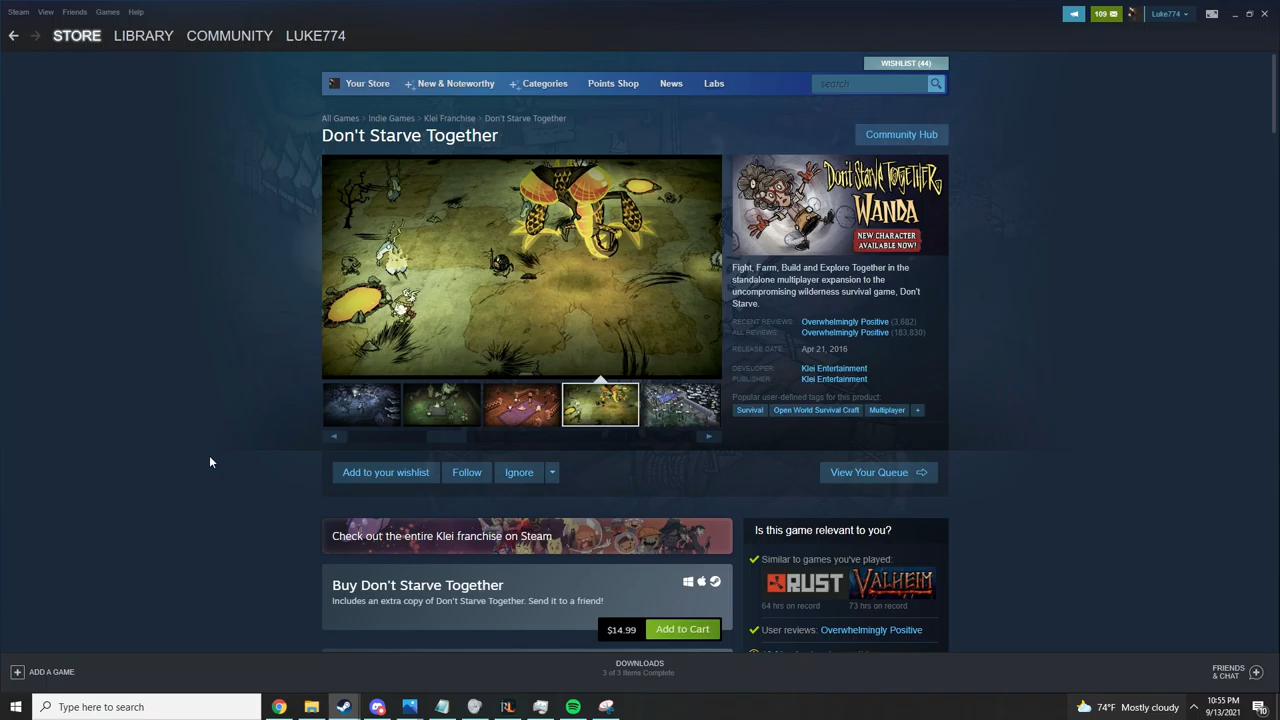 Steam View Friends Games Help
109
Luke774
STORE LIBRARY COMMUNITY LUKE774
WISHLIST (44)
Your Store New & Noteworthy Categories Points Shop News Labs search
All Games > Indie Games > Klei Franchise > Don't Starve Together
Don't Starve Together
Community Hub
DON'T STARVE TOGETHER
WANDA
NEW CHARACTER
AVAILABLE NOW!
Fight, Farm, Build and Explore Together in the
standalone multiplayer expansion to the
uncompromising wilderness survival game, Don't
Starve.
RECENT REVIEWS: Overwhelmingly Positive (3,682)
ALL REVIEWS: Overwhelmingly Positive (183,830)
RELEASE DATE: Apr 21, 2016
DEVELOPER: Klei Entertainment
PUBLISHER: Klei Entertainment
Popular user-defined tags for this product:
Survival Open World Survival Craft Multiplayer +
Add to your wishlist Follow Ignore
View Your Queue
Check out the entire Klei franchise on Steam
Buy Don't Starve Together
Includes an extra copy of Don't Starve Together. Send it to a friend!
$14.99 Add to Cart
Is this game relevant to you?
Similar to games you've played:
RUST VALHEIM
64 hrs on record 73 hrs on record
User reviews: Overwhelmingly Positive
ADD A GAME
DOWNLOADS
3 of 3 Items Complete
FRIENDS
& CHAT
Type here to search
74°F Mostly cloudy
10:55 PM
9/13/2021